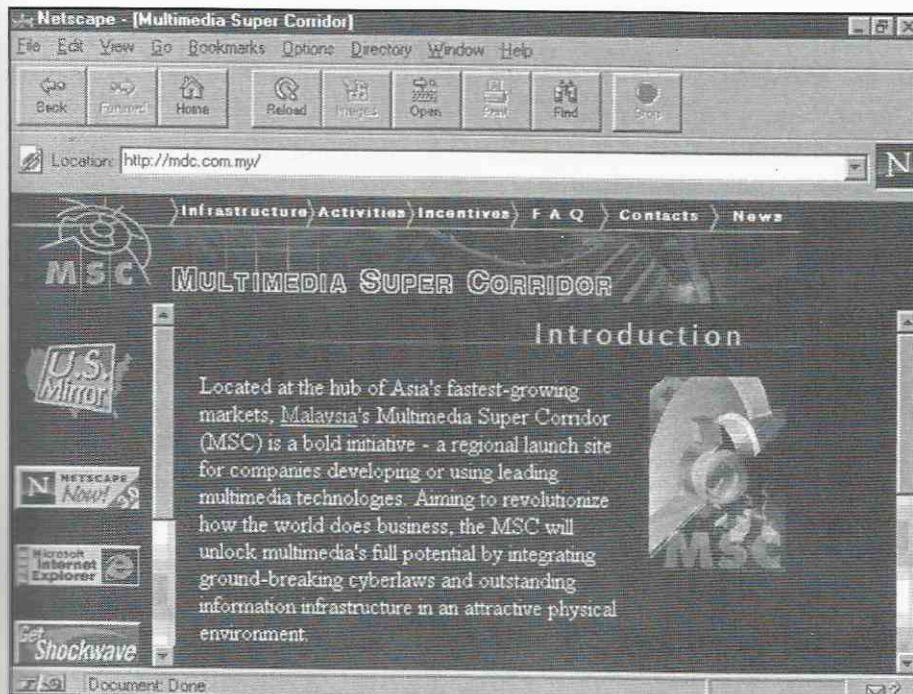 Netscape - [Multimedia Super Corridor]
File Edit View Go Bookmarks Options Directory Window Help
Back Forward Home Reload Images Open Print Find Stop
Location: http://mdc.com.my/
N
Infrastructure Activities Incentives FAQ Contacts News
MSC
MULTIMEDIA SUPER CORRIDOR
Introduction
U.S.
Mirror
N NETSCAPE
Now!
Microsoft
Internet
Explorer
Get
Shockwave
Located at the hub of Asia's fastest-growing
markets, Malaysia's Multimedia Super Corridor
(MSC) is a bold initiative - a regional launch site
for companies developing or using leading
multimedia technologies. Aiming to revolutionize
how the world does business, the MSC will
unlock multimedia's full potential by integrating
ground-breaking cyberlaws and outstanding
information infrastructure in an attractive physical
environment.
MSC
Document: Done